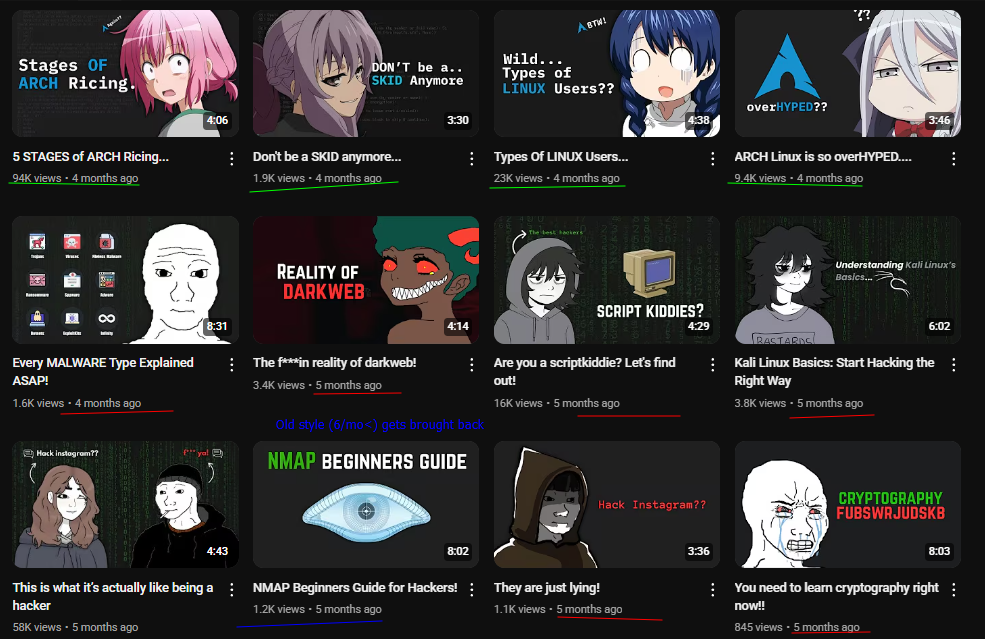 Again??
Stages OF
ARCH Ricing.
4:06
DON'T be a..
SKID Anymore
3:30
BTW!
Wild...
Types of
LINUX Users??
4:38
??
overHYPED??
3:46
5 STAGES of ARCH Ricing...
94K views • 4 months ago
Don't be a SKID anymore...
1.9K views • 4 months ago
Types Of LINUX Users...
23K views • 4 months ago
ARCH Linux is so overHYPED....
9.4K views • 4 months ago
Trojans
Viruses
Fileless Malware
Ransomware
Spyware
Adware
Worms
Infinity
8:31
REALITY OF
DARKWEB
4:14
The best hackers
SCRIPT KIDDIES?
4:29
Understanding Kali Linux's
Basics...
BASTARDS
6:02
Every MALWARE Type Explained
ASAP!
1.6K views • 4 months ago
The f***in reality of darkweb!
3.4K views • 5 months ago
Are you a scriptkiddie? Let's find
out!
16K views • 5 months ago
Kali Linux Basics: Start Hacking the
Right Way
3.8K views • 5 months ago
Old style (6/mo<) gets brought back
Hack instagram??
f*** ya!
4:43
NMAP BEGINNERS GUIDE
8:02
Hack Instagram??
3:36
CRYPTOGRAPHY
FUBSWRJUDSKB
8:03
This is what it's actually like being a
hacker
58K views • 5 months ago
NMAP Beginners Guide for Hackers!
1.2K views • 5 months ago
They are just lying!
1.1K views • 5 months ago
You need to learn cryptography right
now!!
845 views • 5 months ago